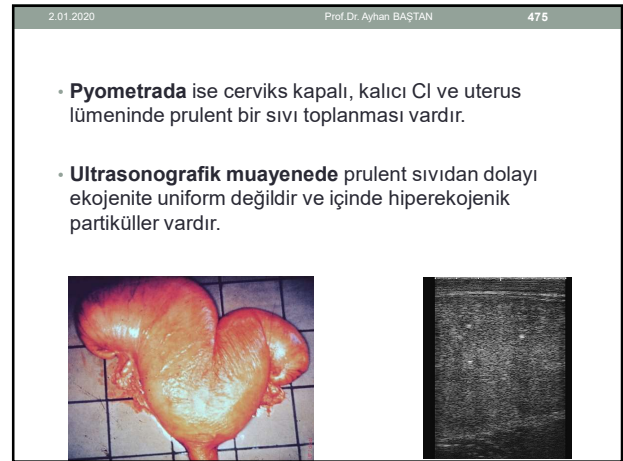 2.01.2020 Prof.Dr. Ayhan BAŞTAN 475
• Pyometrada ise cerviks kapalı, kalıcı Cl ve uterus
lümeninde prulent bir sıvı toplanması vardır.
• Ultrasonografik muayenede prulent sıvıdan dolayı
ekojenite uniform değildir ve içinde hiperekojenik
partiküller vardır.